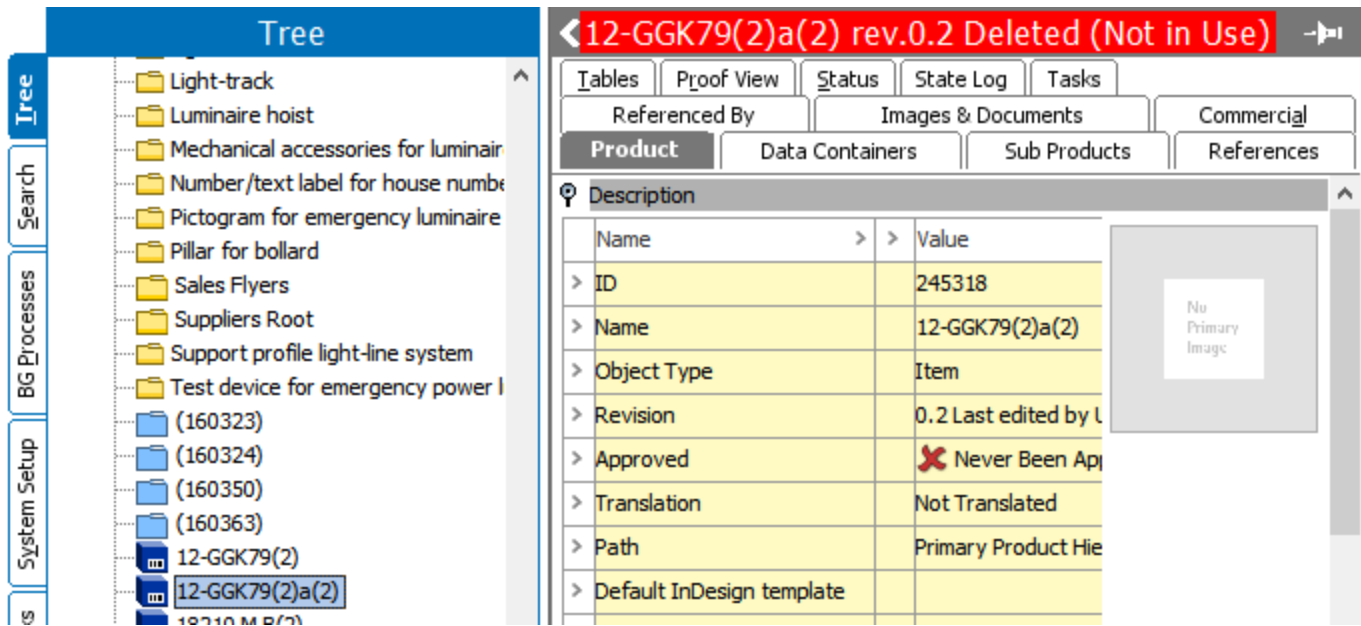 Tree
12-GGK79(2)a(2) rev.0.2 Deleted (Not in Use)
Tree
Search
BG Processes
System Setup
Light-track
Luminaire hoist
Mechanical accessories for luminair
Number/text label for house numbe
Pictogram for emergency luminaire
Pillar for bollard
Sales Flyers
Suppliers Root
Support profile light-line system
Test device for emergency power l
(160323)
(160324)
(160350)
(160363)
12-GGK79(2)
12-GGK79(2)a(2)
Tables Proof View Status State Log Tasks
Referenced By Images & Documents Commercial
Product Data Containers Sub Products References
Description
Name > > Value
> ID 245318
> Name 12-GGK79(2)a(2)
> Object Type Item
> Revision 0.2 Last edited by U
> Approved Never Been App
> Translation Not Translated
> Path Primary Product Hie
> Default InDesign template
No
Primary
Image